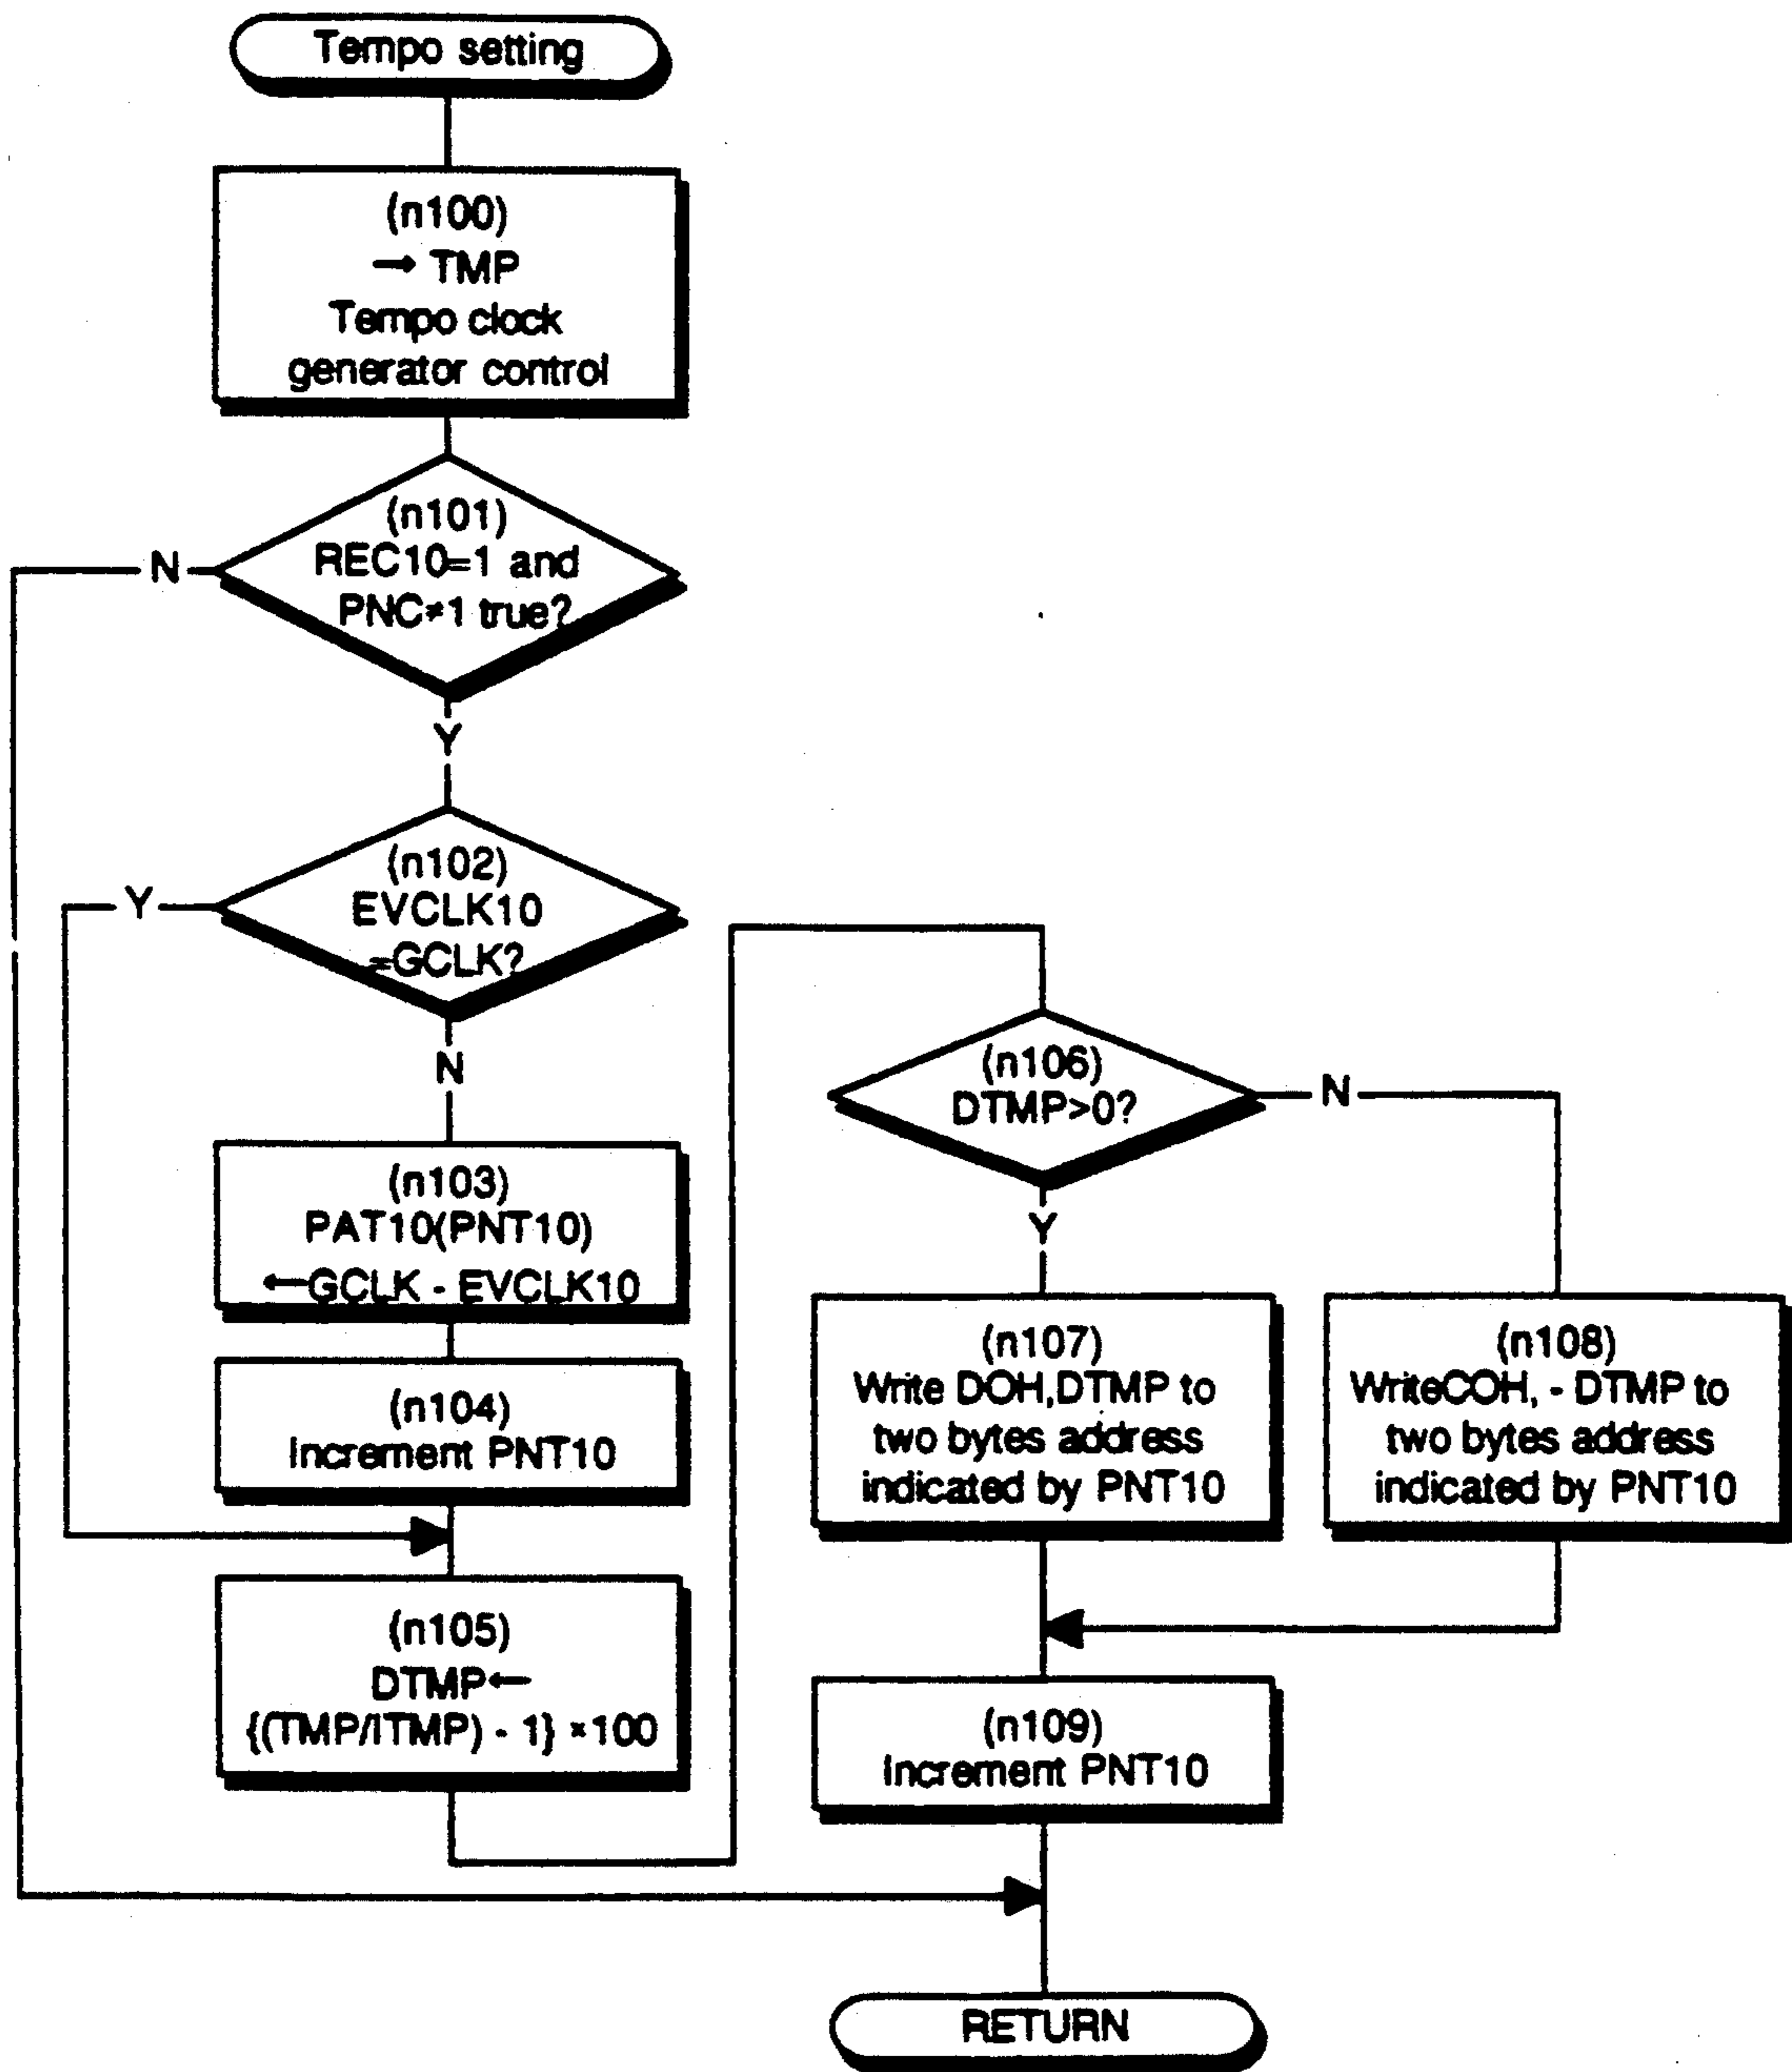 Tempo setting
(n100)
→ TMP
Tempo clock
generator control
(n101)
REC10=1 and
PNC≠1 true?
N
Y
(n102)
EVCLK10
=GCLK?
Y
N
(n103)
PAT10(PNT10)
←GCLK - EVCLK10
(n104)
Increment PNT10
(n105)
DTMP←
{(TMP/ITMP) - 1} ×100
(n106)
DTMP>0?
N
Y
(n107)
Write DOH,DTMP to
two bytes address
indicated by PNT10
(n108)
WriteCOH, - DTMP to
two bytes address
indicated by PNT10
(n109)
Increment PNT10
RETURN